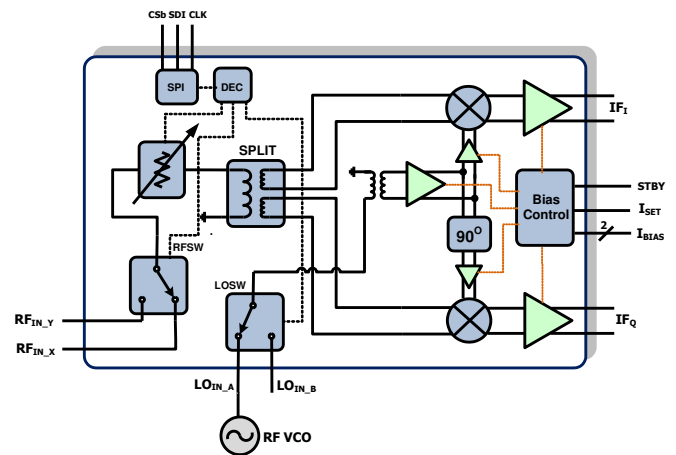 CSb SDI CLK
SPI
DEC
SPLIT
IF_I
Bias
Control
STBY
I_SET
2
I_BIAS
90°
RFSW
LOSW
RF_IN_Y
RF_IN_X
IF_Q
LO_IN_A
LO_IN_B
RF VCO